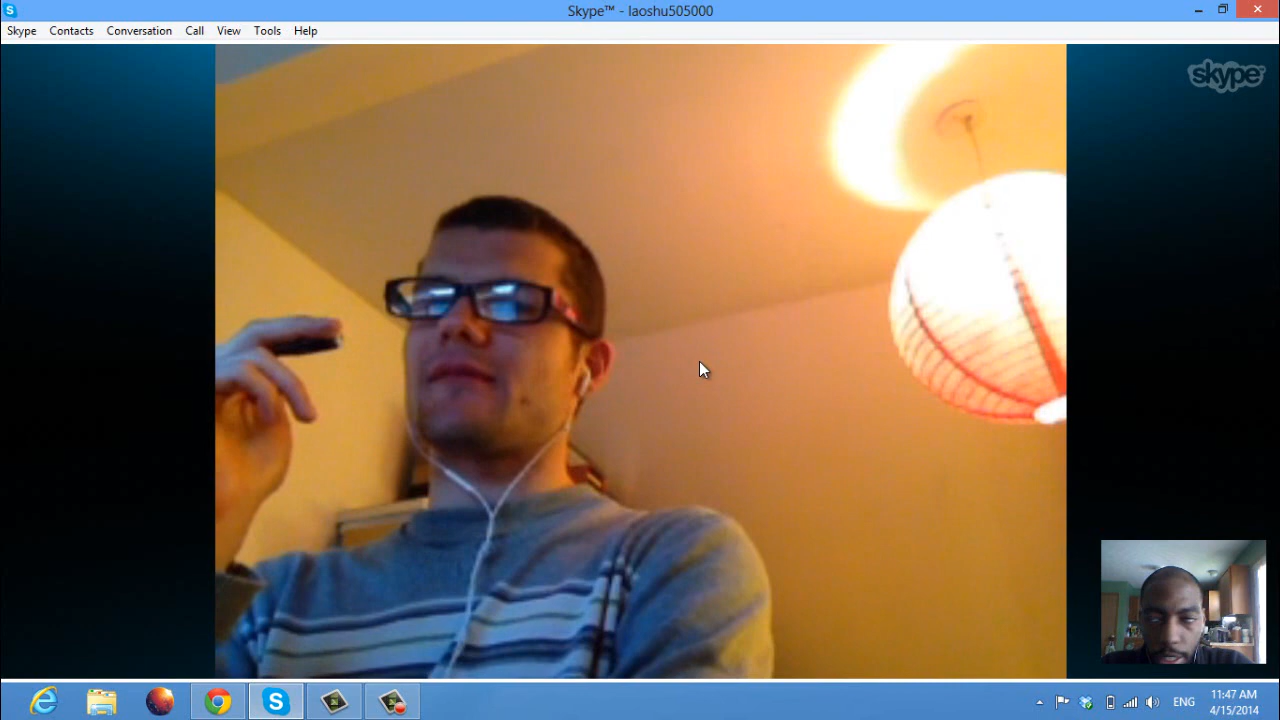 Skype™ - laoshu505000
Skype Contacts Conversation Call View Tools Help
skype
ENG
11:47 AM
4/15/2014